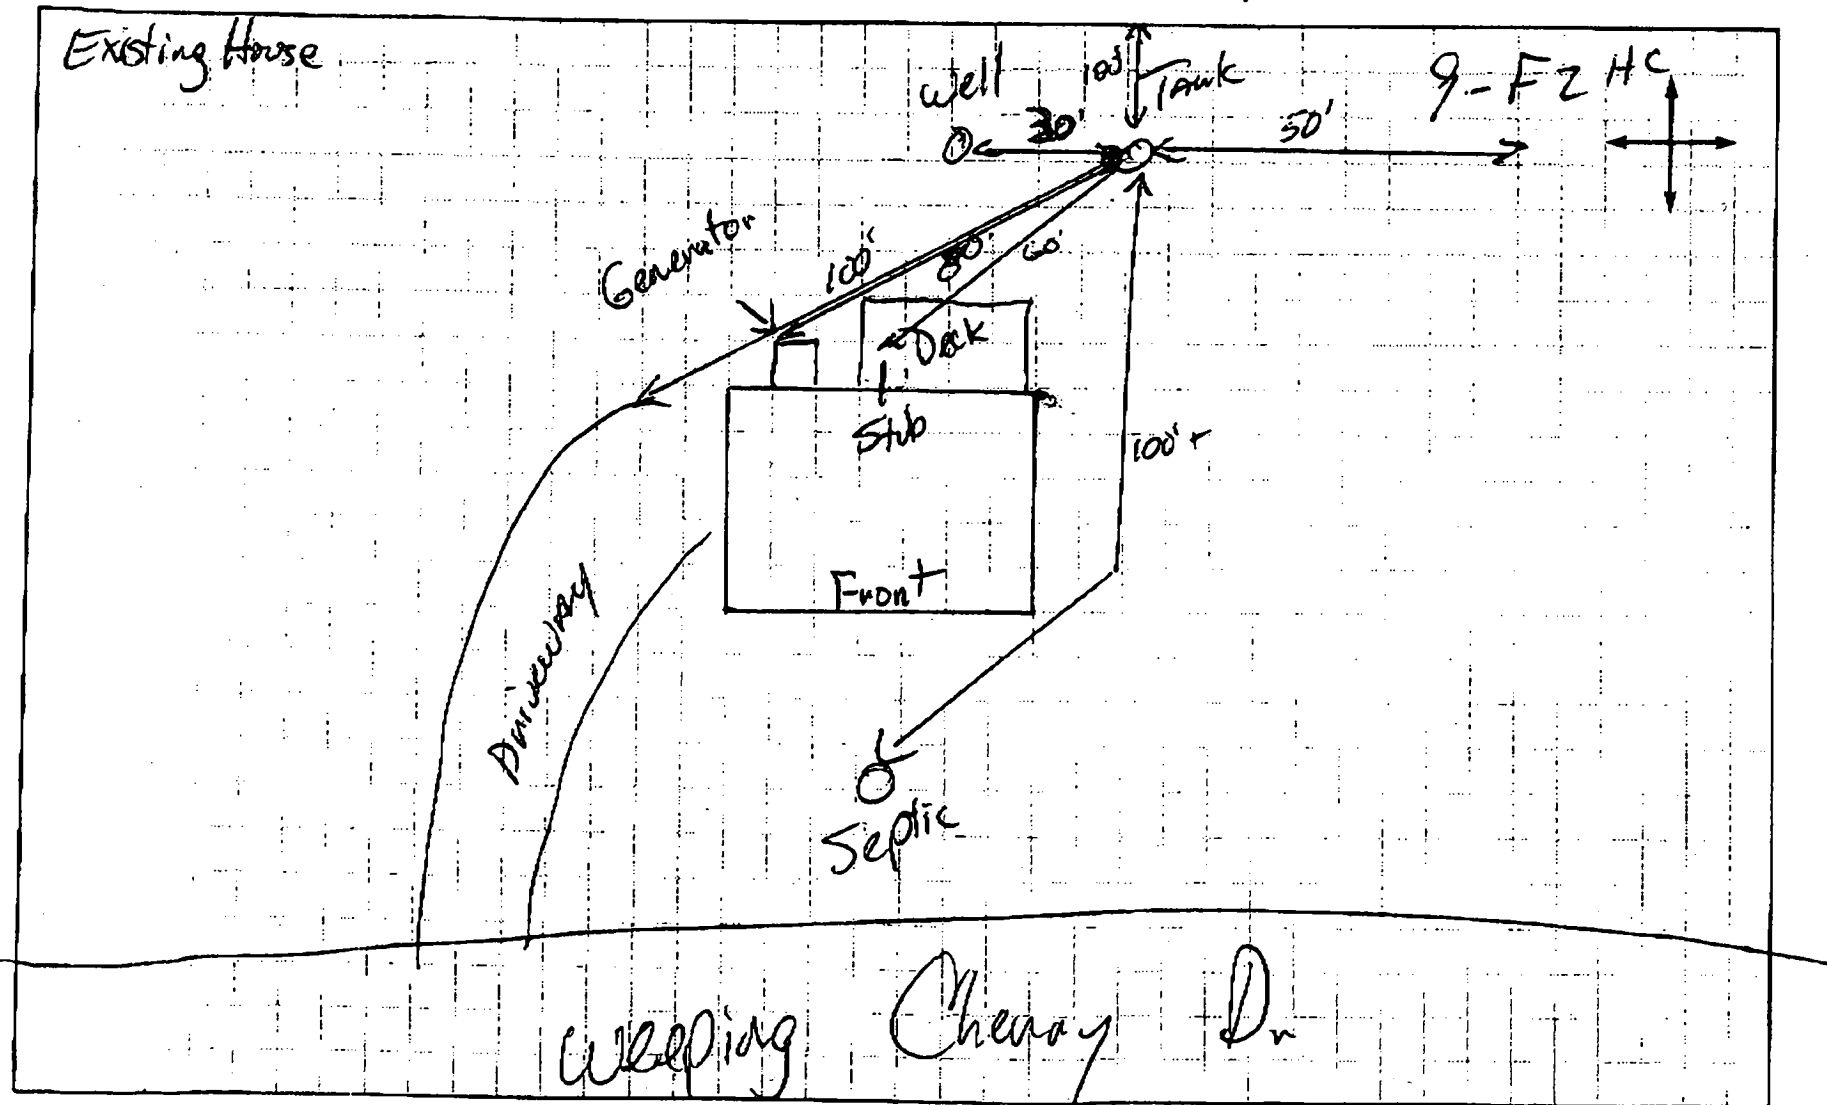 Existing House
Well
100'
Tank
9-F2 HC
30'
50'
Generator
100'
80'
60'
Deck
Stub
100'+
Front
Driveway
Septic
Weeping Cherry Dr